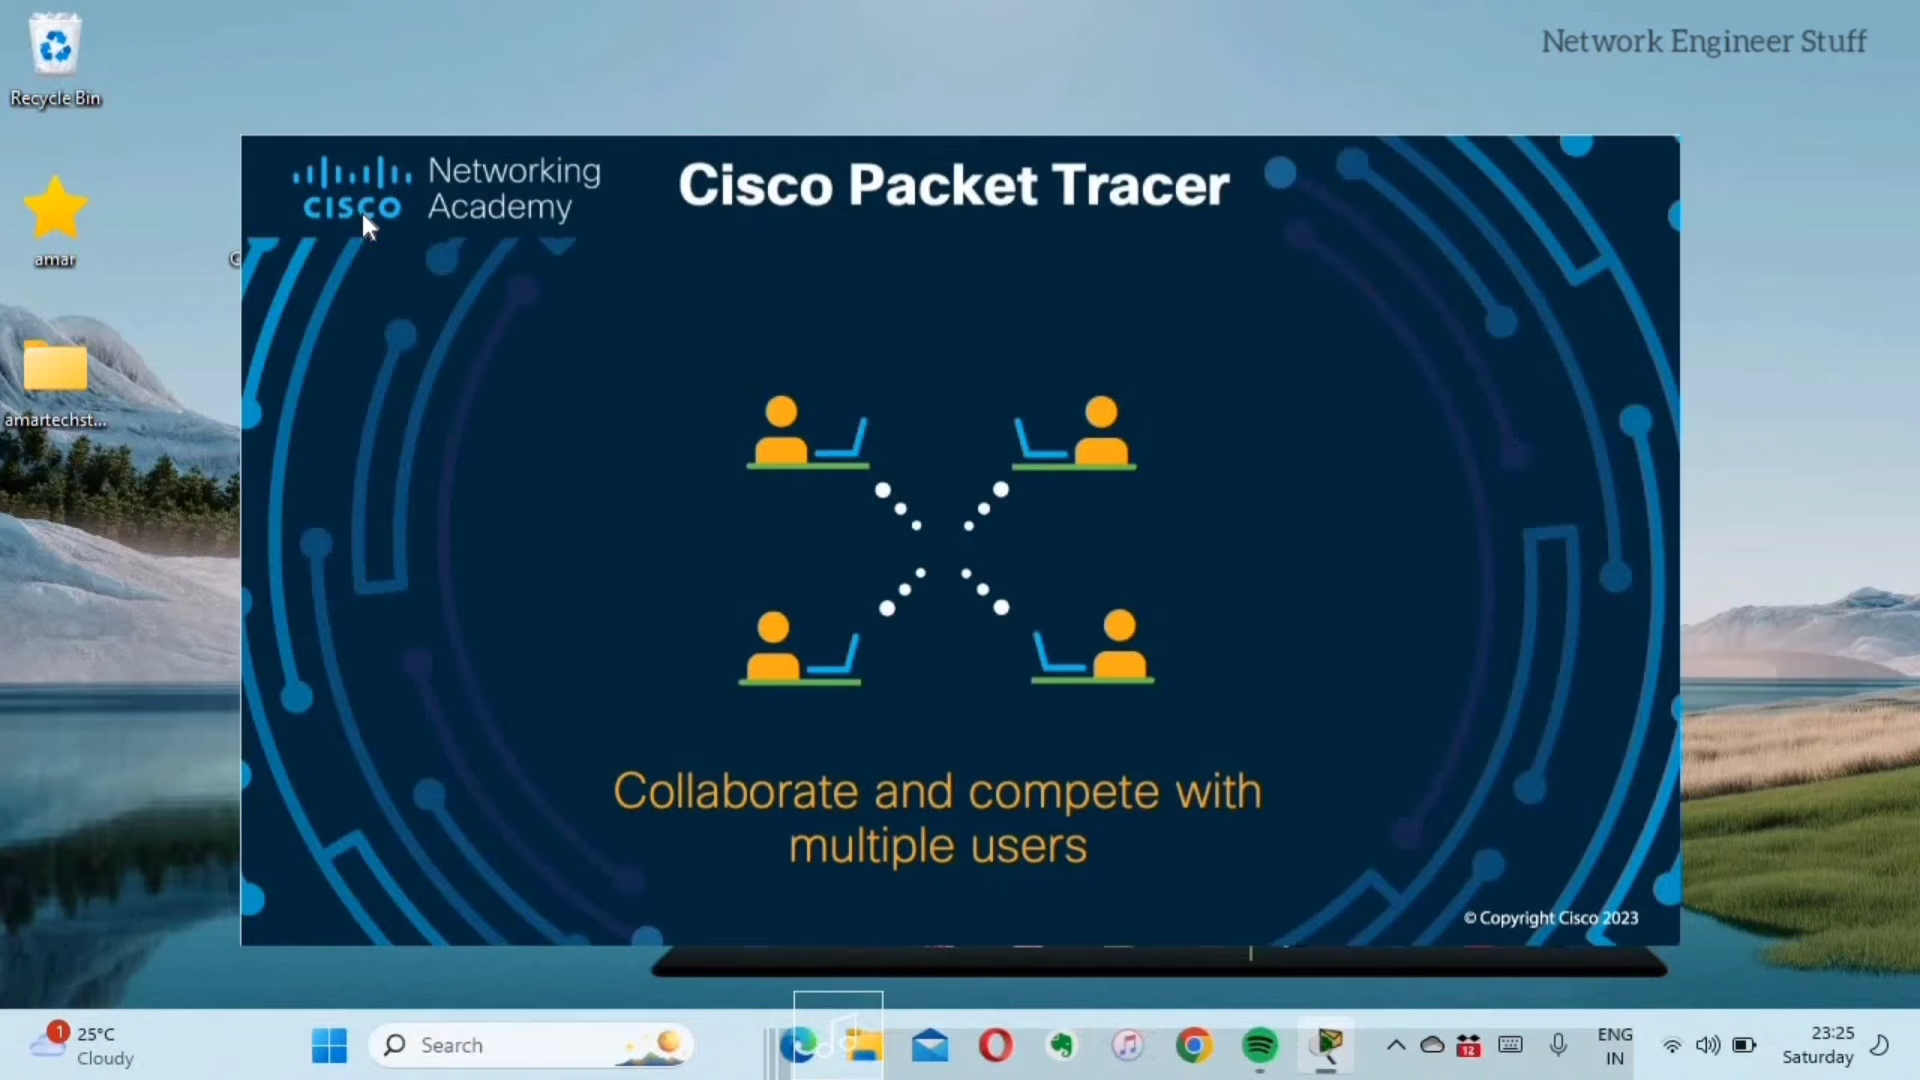 Network Engineer Stuff
Recycle Bin
amar
amartechst...
CISCO
Networking
Academy
Cisco Packet Tracer
Collaborate and compete with
multiple users
© Copyright Cisco 2023
1
25°C
Cloudy
Search
12
ENG
IN
23:25
Saturday